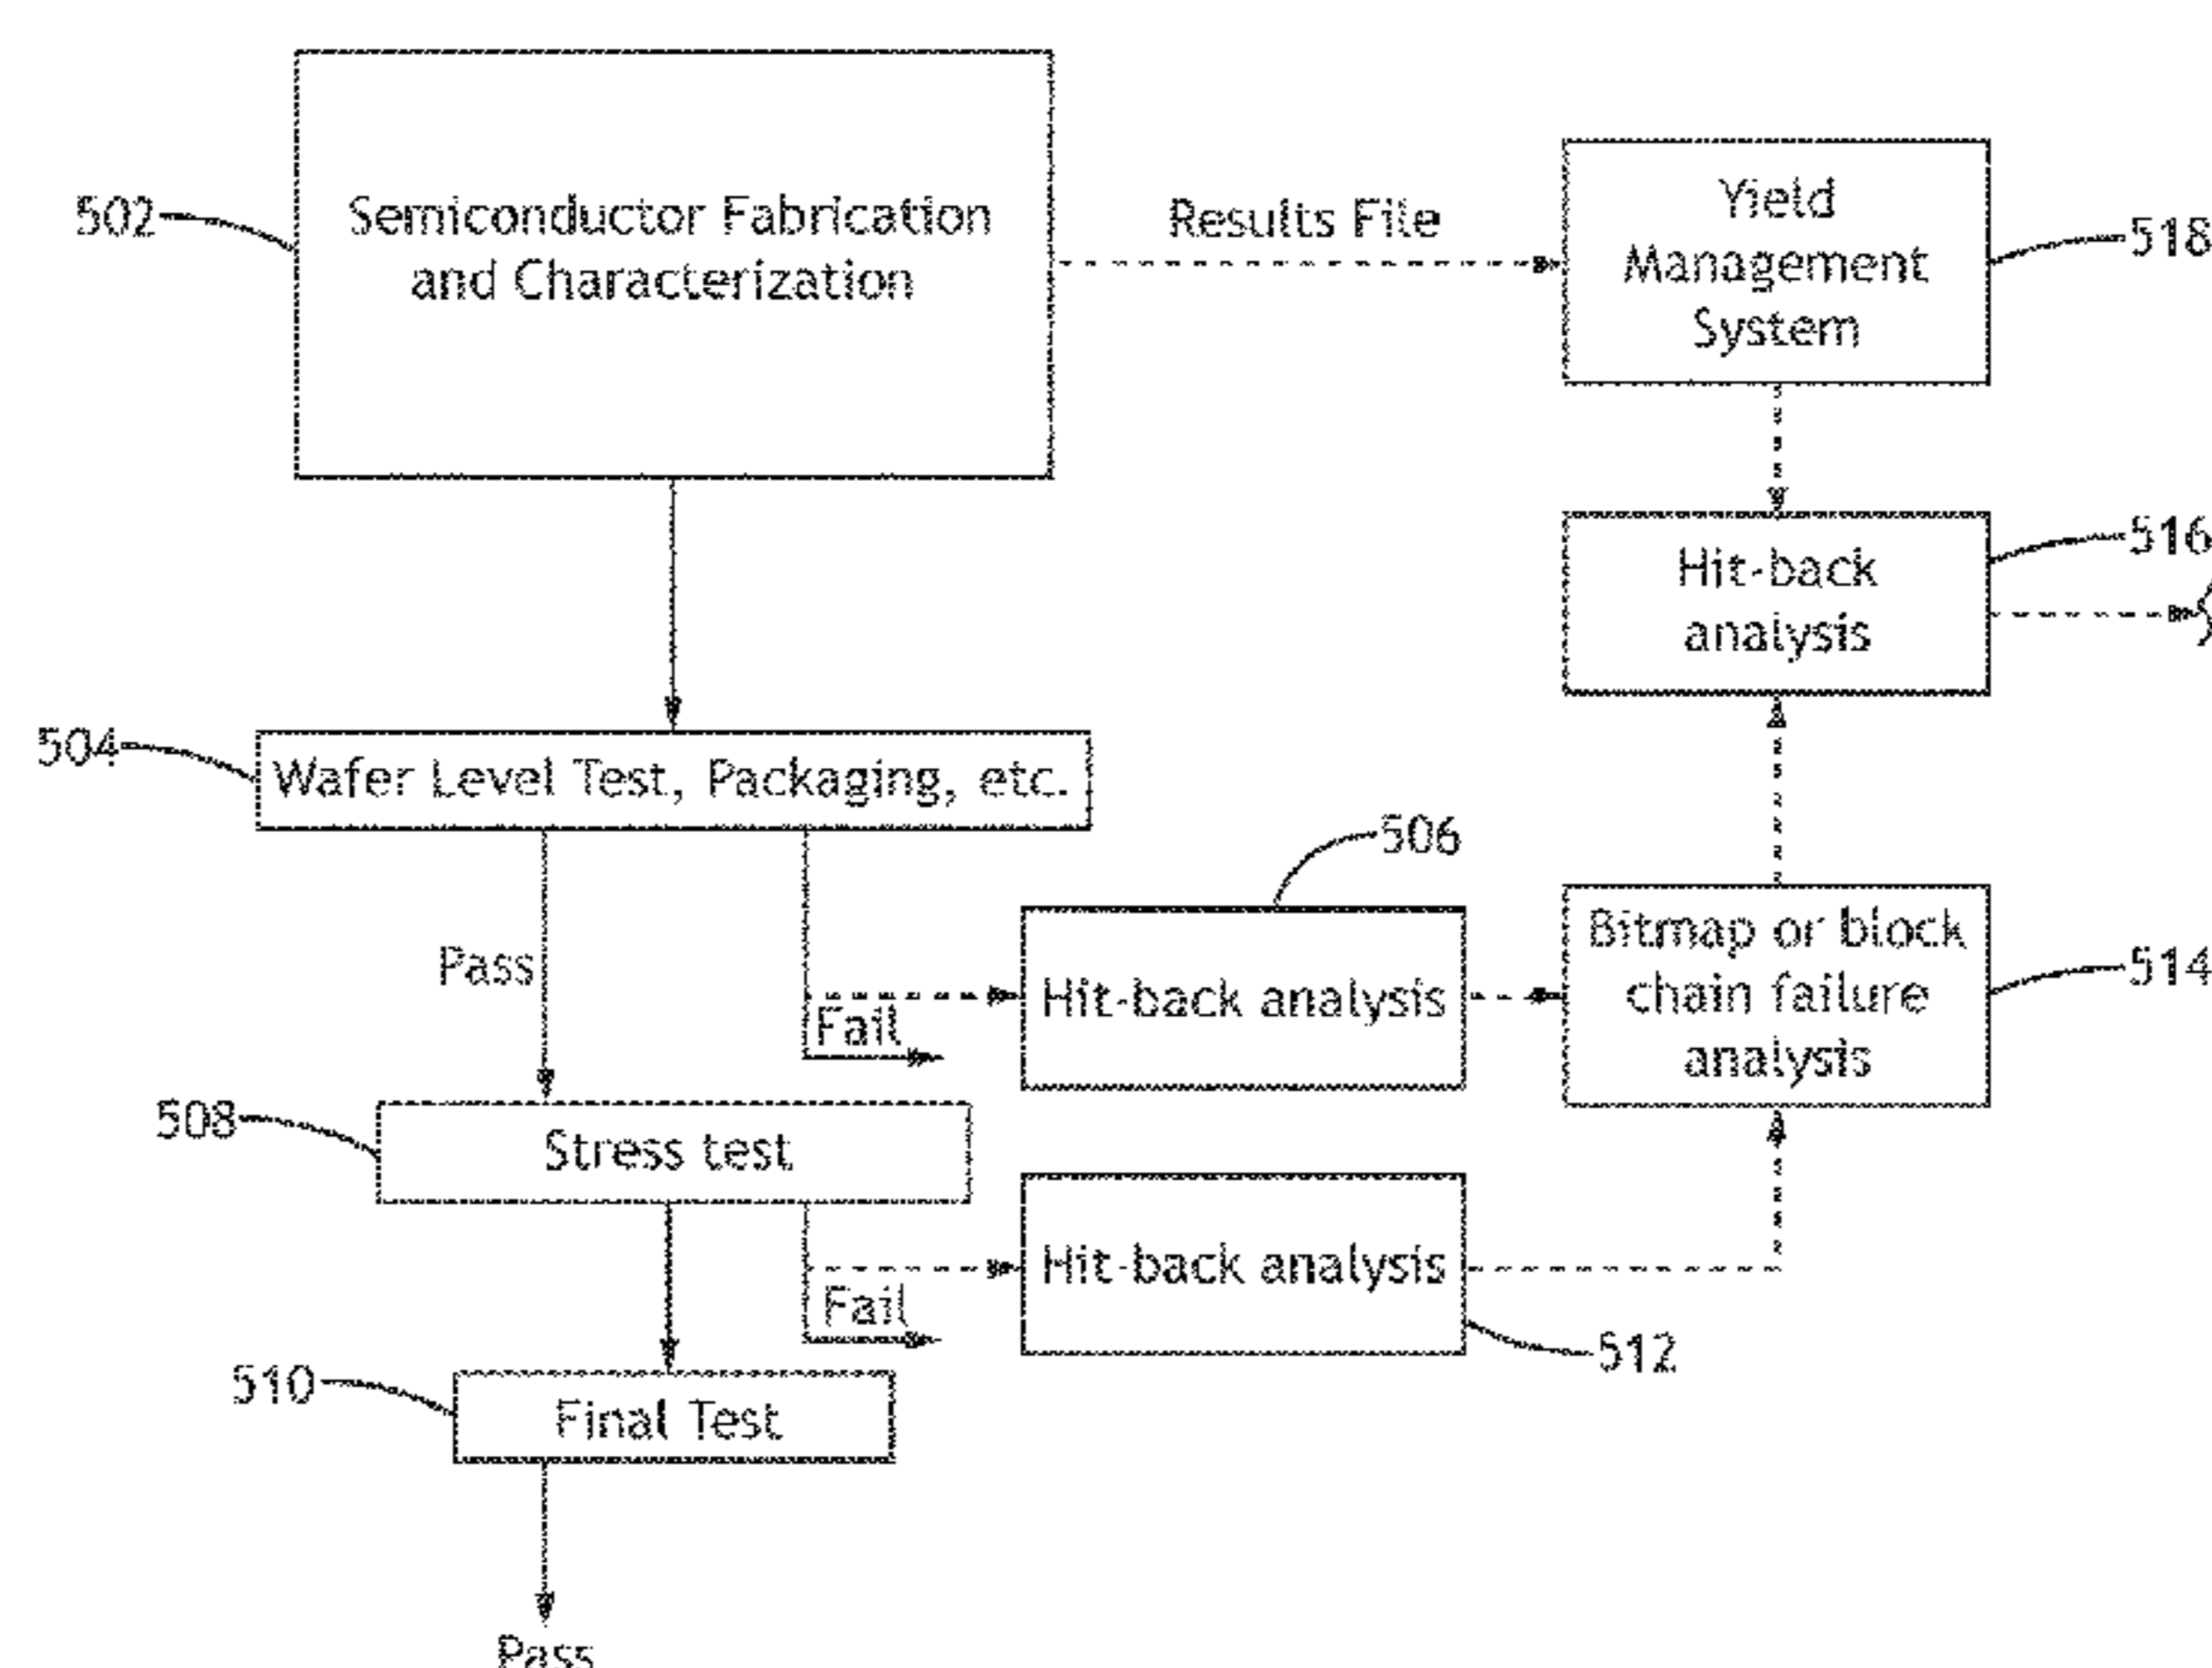 502
Semiconductor Fabrication
and Characterization
Results File
Yield
Management
System
518
Hit-back
analysis
516
504
Wafer Level Test, Packaging, etc.
506
Pass
Fail
Hit-back analysis
Bitmap or block
chain failure
analysis
514
508
Stress test
Fail
Hit-back analysis
512
510
Final Test
Pass